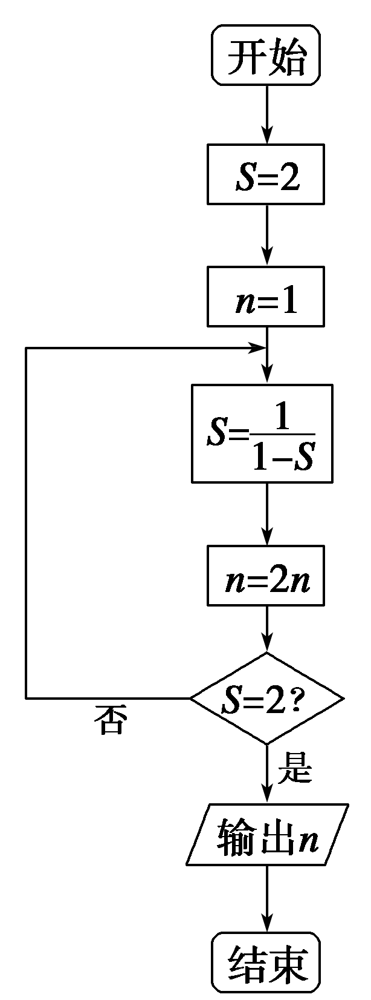 开始
S=2
n=1
S=1/(1-S)
n=2n
S=2?
否
是
输出n
结束